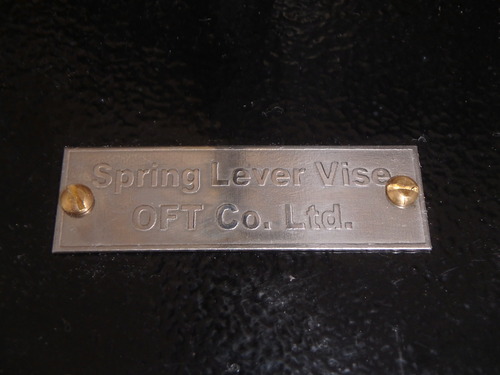 Spring Lever Vise
OFT Co. Ltd.